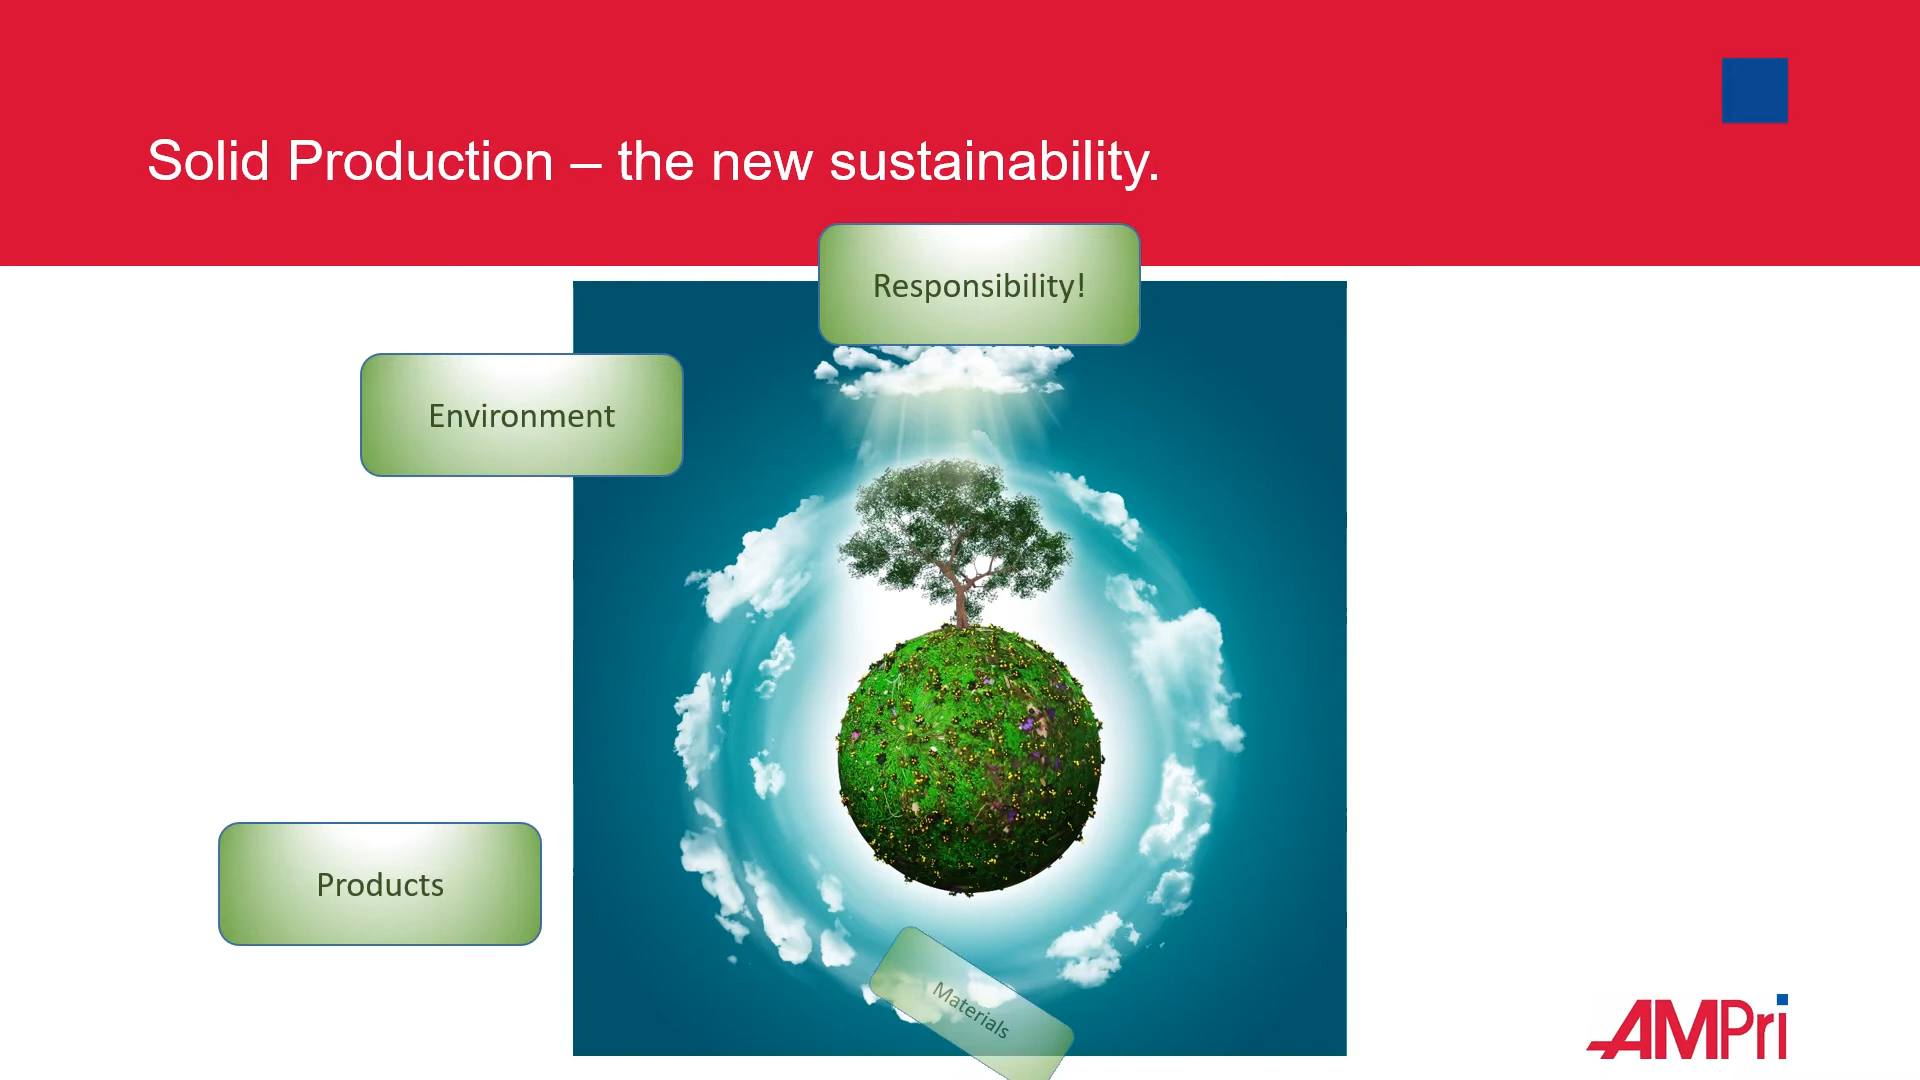 Solid Production – the new sustainability.
Responsibility!
Environment
Products
Materials
AMPri